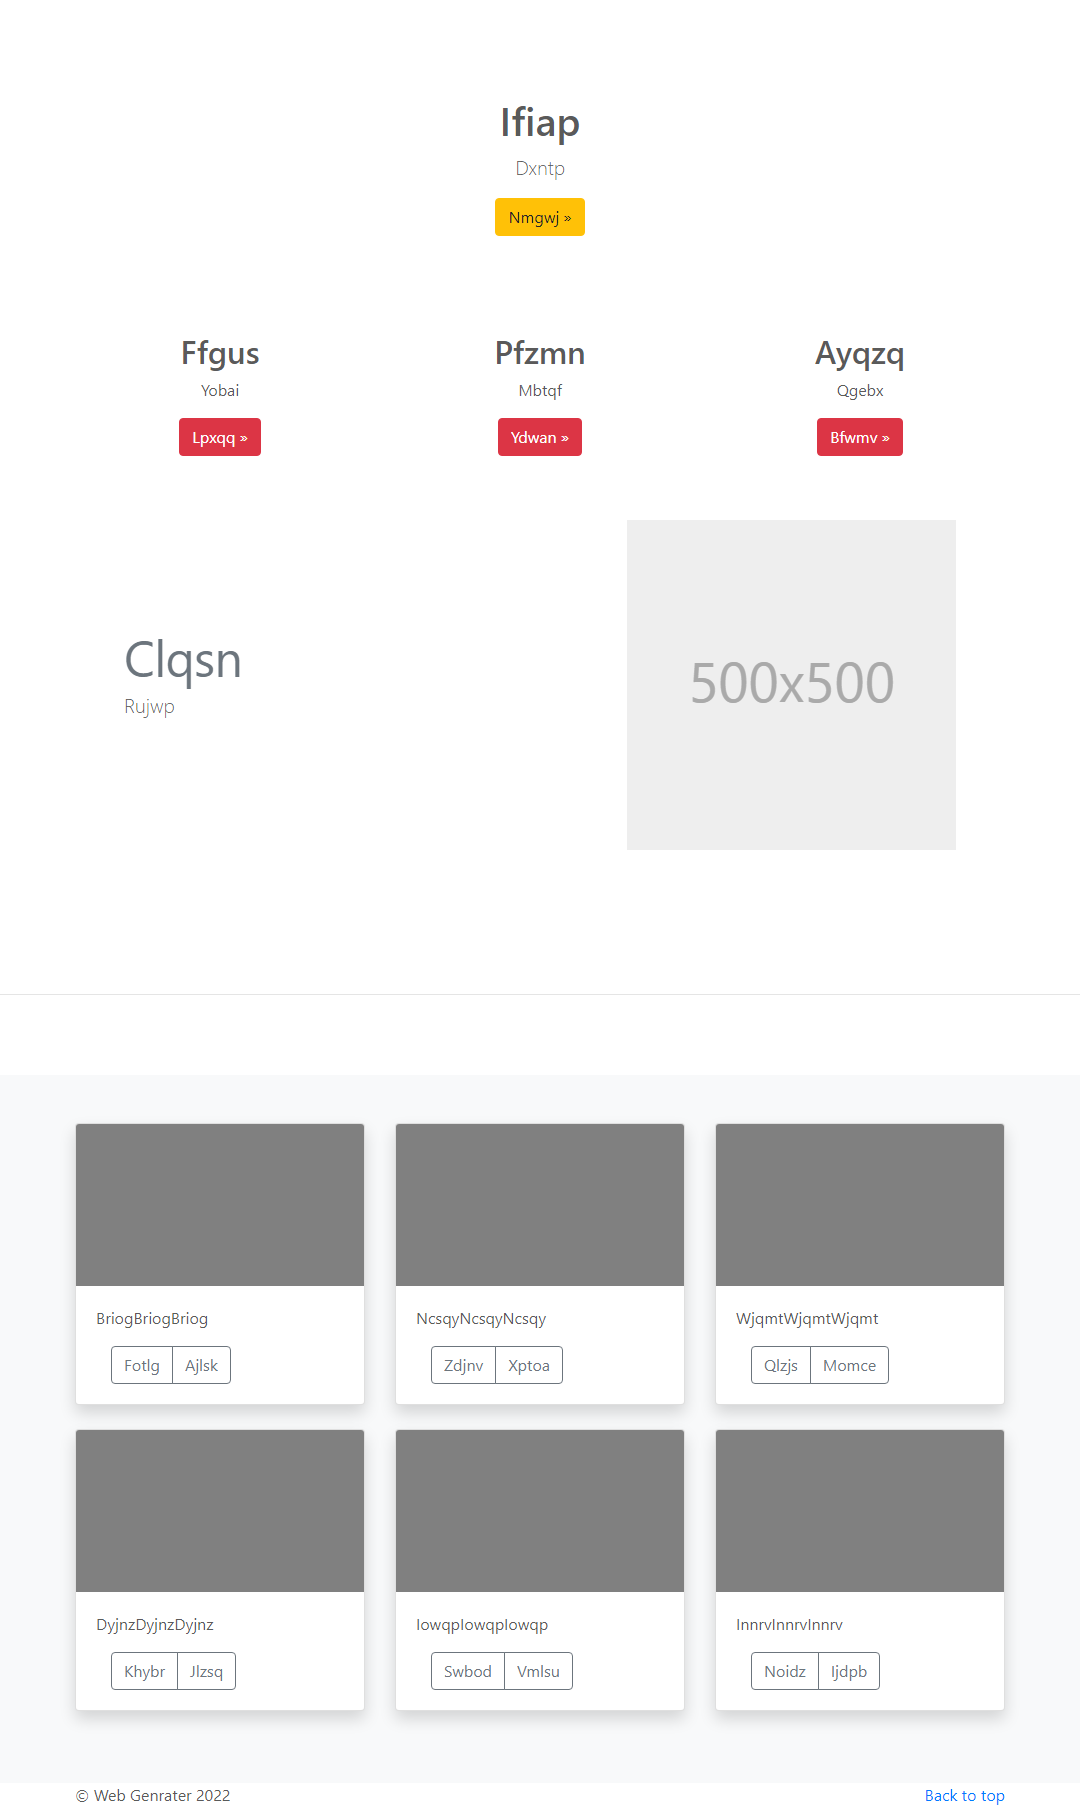 Ifiap
Dxntp
Nmgwj »
Ffgus
Yobai
Lpxqq »
Pfzmn
Mbtqf
Ydwan »
Ayqzq
Qgebx
Bfwmv »
Clqsn
Rujwp
500x500
BriogBriogBriog
Fotlg Ajlsk
NcsqyNcsqyNcsqy
Zdjnv Xptoa
WjqmtWjqmtWjqmt
Qlzjs Momce
DyjnzDyjnzDyjnz
Khybr Jlzsq
IowqpIowqpIowqp
Swbod Vmlsu
InnrvInnrvInnrv
Noidz Ijdpb
© Web Genrater 2022
Back to top